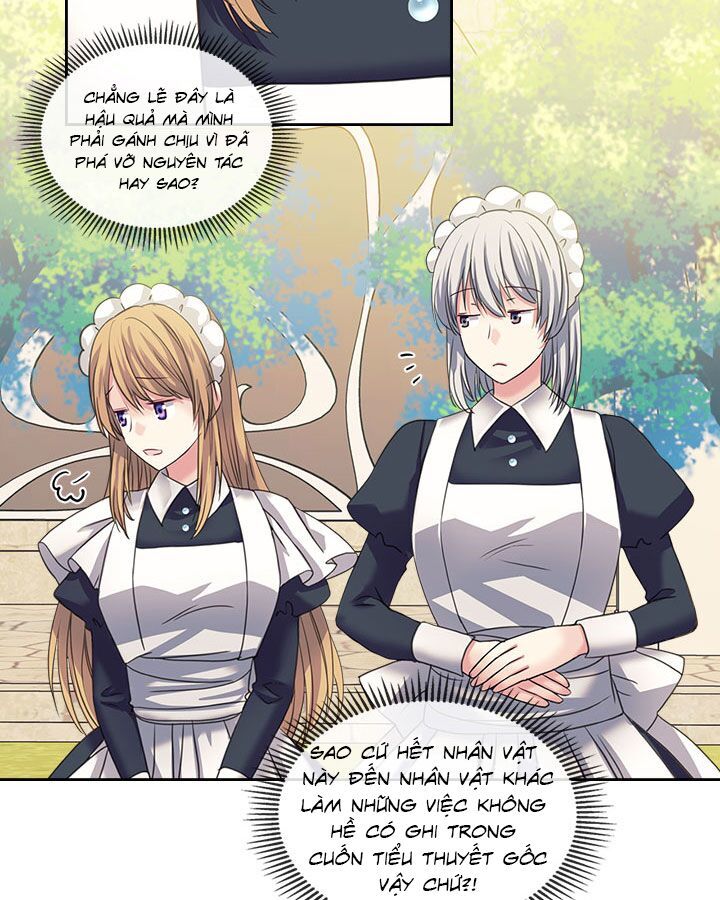 CHẲNG LẼ ĐÂY LÀ
HẬU QUẢ MÀ MÌNH
PHẢI GÁNH CHỊU VÌ ĐÃ
PHÁ VỠ NGUYÊN TÁC
HAY SAO?
SAO CỨ HẾT NHÂN VẬT
NÀY ĐẾN NHÂN VẬT KHÁC
LÀM NHỮNG VIỆC KHÔNG
HỀ CÓ GHI TRONG
CUỐN TIỂU THUYẾT GỐC
VẬY CHỨ?!